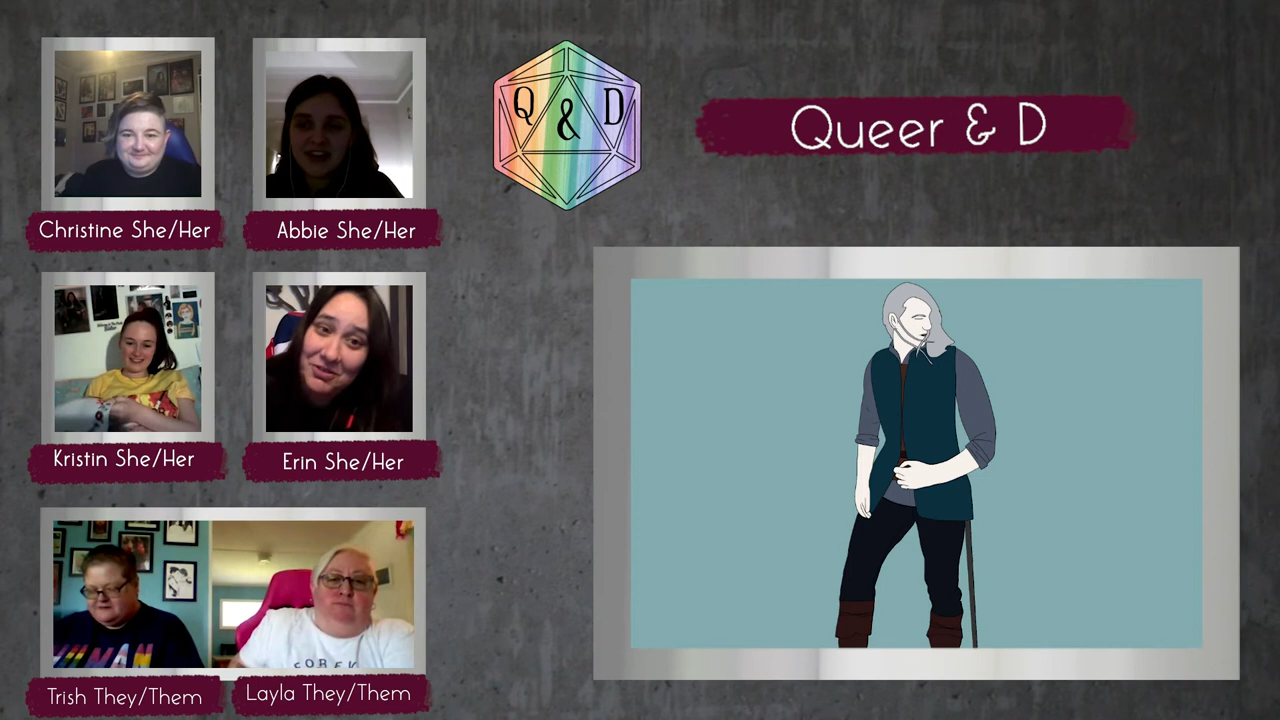 Q & D
Queer & D
Christine She/Her
Abbie She/Her
Kristin She/Her
Erin She/Her
HUMAN
Trish They/Them
Layla They/Them